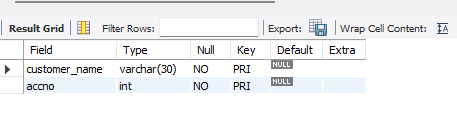 Result Grid Filter Rows: Export: Wrap Cell Content:
Field Type Null Key Default Extra
customer_name varchar(30) NO PRI NULL
accno int NO PRI NULL